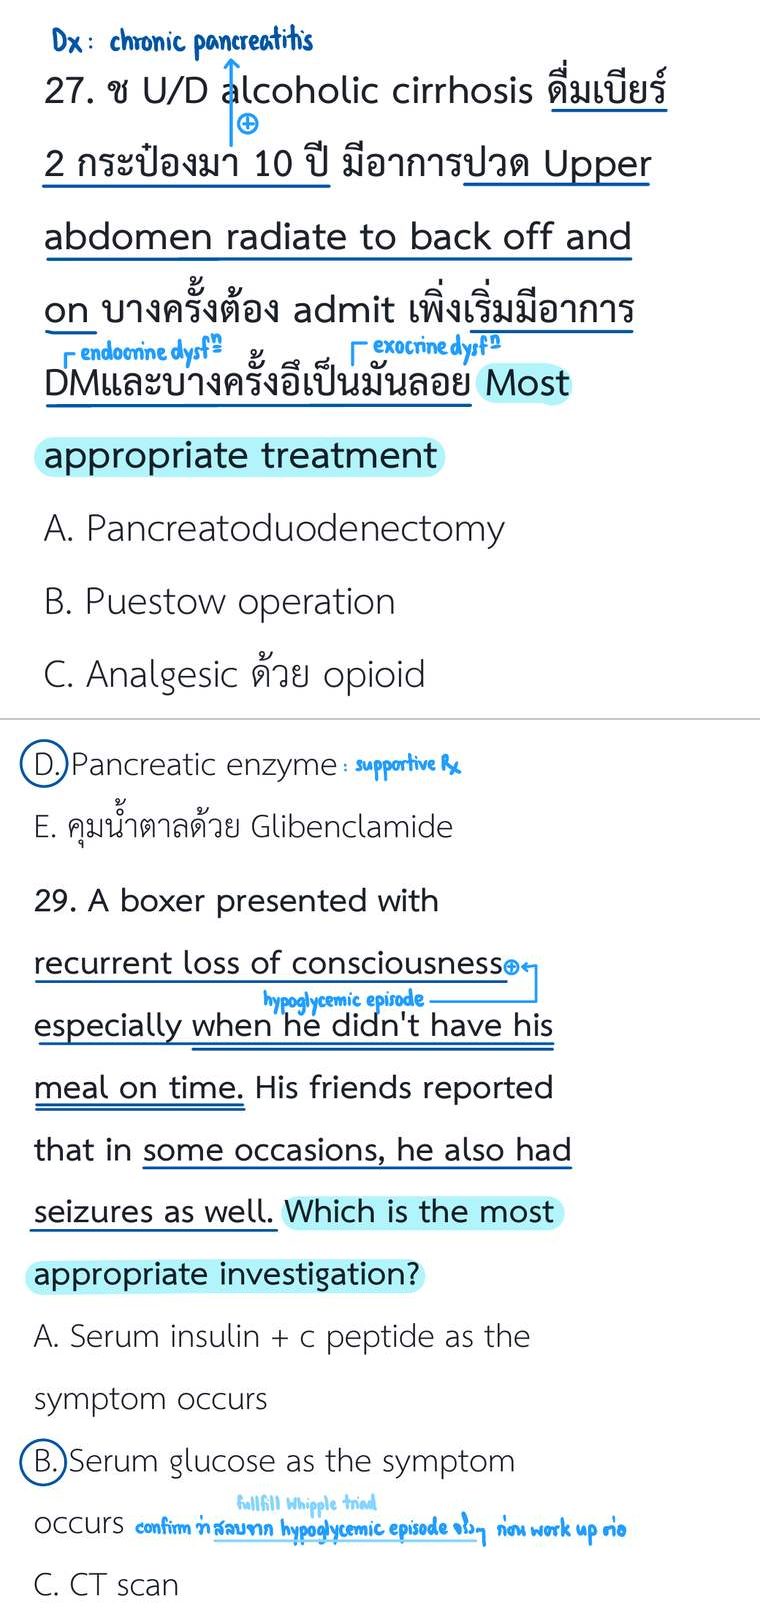 Dx : chronic pancreatitis
27. ช U/D alcoholic cirrhosis ดื่มเบียร์
⊕
2 กระป๋องมา 10 ปี มีอาการปวด Upper
abdomen radiate to back off and
on บางครั้งต้อง admit เพิ่งเริ่มมีอาการ
endocrine dysfⁿ exocrine dysfⁿ
DMและบางครั้งอึเป็นมันลอย Most
appropriate treatment
A. Pancreatoduodenectomy
B. Puestow operation
C. Analgesic ด้วย opioid
D. Pancreatic enzyme : supportive Rx
E. คุมน้ำตาลด้วย Glibenclamide
29. A boxer presented with
recurrent loss of consciousness ⊕
hypoglycemic episode
especially when he didn't have his
meal on time. His friends reported
that in some occasions, he also had
seizures as well. Which is the most
appropriate investigation?
A. Serum insulin + c peptide as the
symptom occurs
B. Serum glucose as the symptom
fullfill Whipple triad
occurs confirm ว่าสลบจาก hypoglycemic episode จริงๆ ก่อน work up ต่อ
C. CT scan